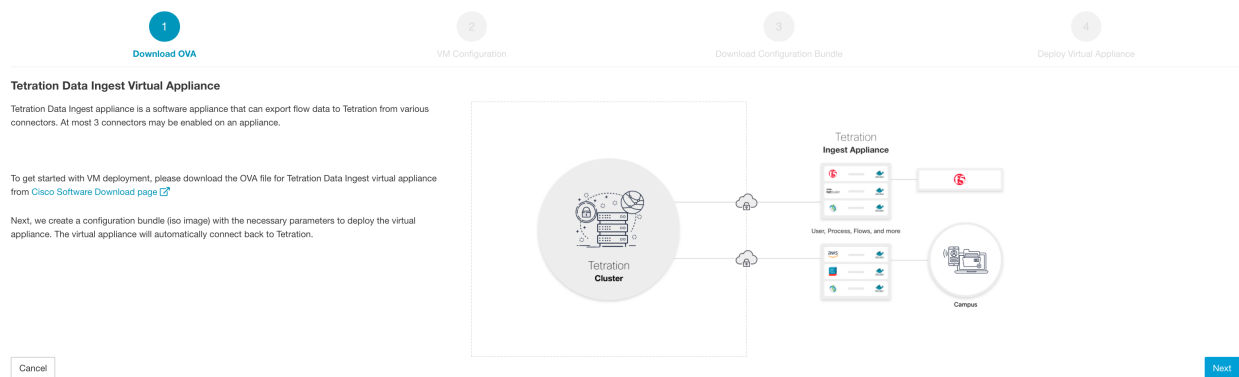 1
2
3
4
Download OVA
VM Configuration
Download Configuration Bundle
Deploy Virtual Appliance
Tetration Data Ingest Virtual Appliance
Tetration Data Ingest appliance is a software appliance that can export flow data to Tetration from various
connectors. At most 3 connectors may be enabled on an appliance.
To get started with VM deployment, please download the OVA file for Tetration Data Ingest virtual appliance
from Cisco Software Download page
Next, we create a configuration bundle (iso image) with the necessary parameters to deploy the virtual
appliance. The virtual appliance will automatically connect back to Tetration.
Tetration
Cluster
Tetration
Ingest Appliance
User, Process, Flows, and more
aws
Campus
Cancel
Next